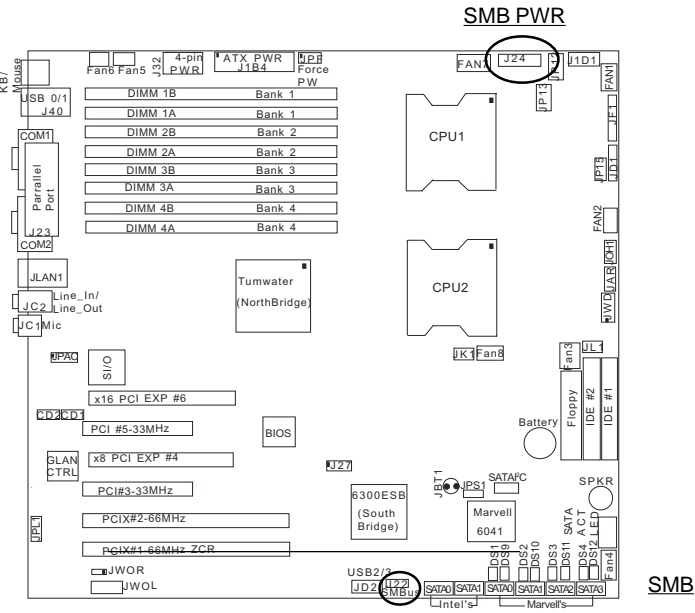 SMB PWR
KB/
Mouse
Fan6 Fan5
J32
4-pin
PWR
ATX PWR
J1B4
JPF
Force
PW
FAN7
J24
JP12
J1D1
FAN1
USB 0/1
J40
JP13
JF1
DIMM 1B Bank 1
DIMM 1A Bank 1
DIMM 2B Bank 2
DIMM 2A Bank 2
DIMM 3B Bank 3
DIMM 3A Bank 3
DIMM 4B Bank 4
DIMM 4A Bank 4
CPU1
COM1
Parrallel
Port
J23
COM2
JP15
JD1
FAN2
JOH1
JAR
JWD
JLAN1
JC2
Line_In/
Line_Out
JC1
Mic
Tumwater
(NorthBridge)
CPU2
JPAC
SI/O
JK1
Fan8
Fan3
JL1
x16 PCI EXP #6
CD2
CD1
PCI #5-33MHz
BIOS
Battery
Floppy
IDE #2
IDE #1
GLAN
CTRL
x8 PCI EXP #4
J27
PCI#3-33MHz
JBT1
JPS1
SATAI²C
SPKR
6300ESB
(South
Bridge)
Marvell
6041
JPL1
PCIX#2-66MHz
PCIX#1-66MHz ZCR
SATA
ACT
LED
DS1
DS9
DS2
DS10
DS3
DS11
DS4
DS12
Fan4
JWOR
JWOL
USB2/3
JD2
J22
SMBus
SATA0
SATA1
SATA0
SATA1
SATA2
SATA3
Intel's
Marvell's
SMB